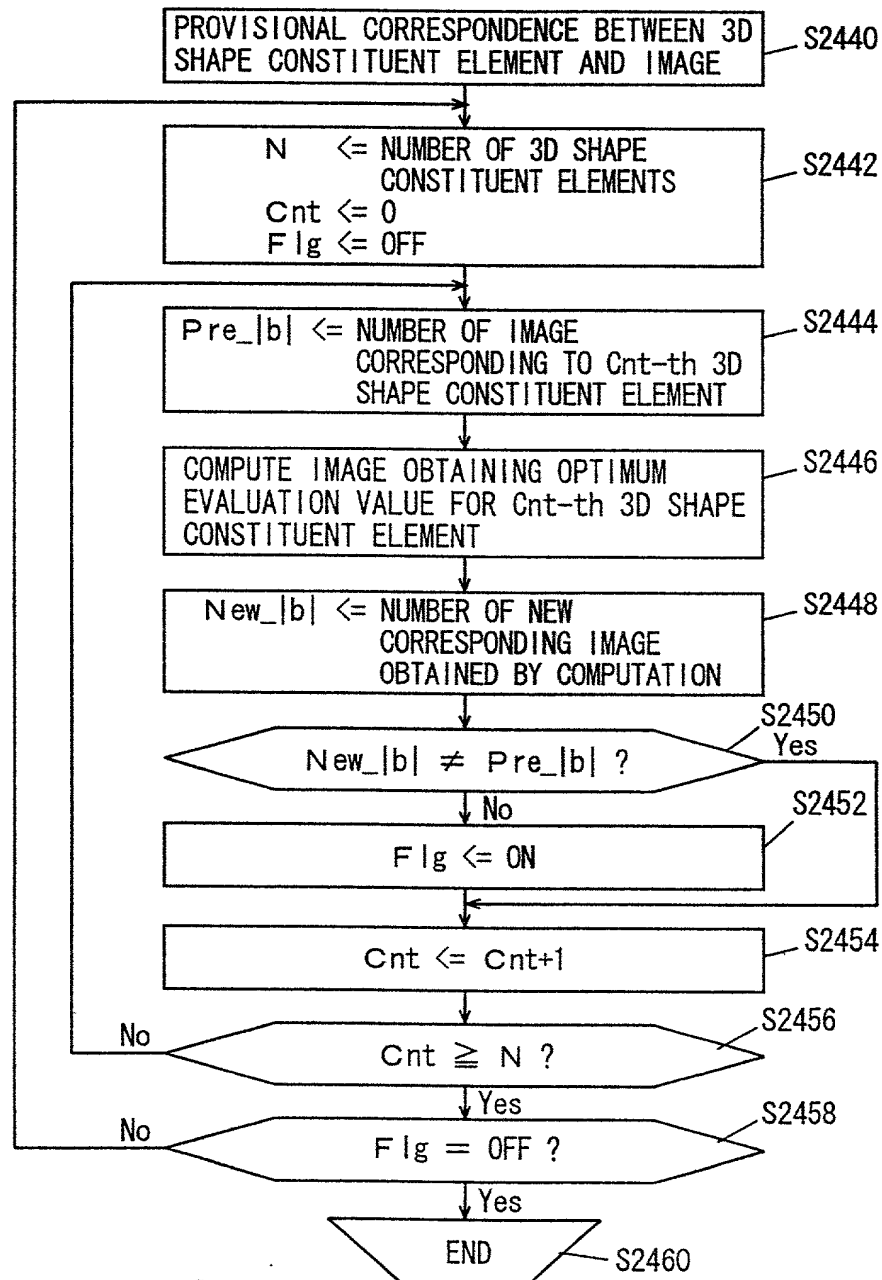 PROVISIONAL CORRESPONDENCE BETWEEN 3D
SHAPE CONSTITUENT ELEMENT AND IMAGE
S2440
N <= NUMBER OF 3D SHAPE
CONSTITUENT ELEMENTS
Cnt <= 0
Flg <= OFF
S2442
Pre_|b| <= NUMBER OF IMAGE
CORRESPONDING TO Cnt-th 3D
SHAPE CONSTITUENT ELEMENT
S2444
COMPUTE IMAGE OBTAINING OPTIMUM
EVALUATION VALUE FOR Cnt-th 3D SHAPE
CONSTITUENT ELEMENT
S2446
New_|b| <= NUMBER OF NEW
CORRESPONDING IMAGE
OBTAINED BY COMPUTATION
S2448
New_|b| ≠ Pre_|b| ?
S2450
Yes
No
Flg <= ON
S2452
Cnt <= Cnt+1
S2454
Cnt ≧ N ?
S2456
No
Yes
Flg = OFF ?
S2458
No
Yes
END
S2460